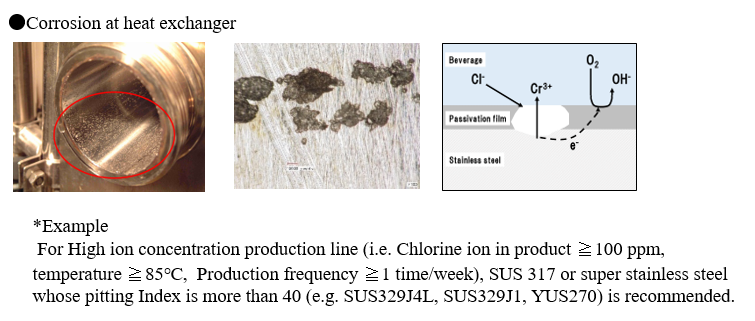 ●Corrosion at heat exchanger
Beverage
Cl-
Cr3+
O2
OH-
Passivation film
e-
Stainless steel
*Example
For High ion concentration production line (i.e. Chlorine ion in product ≧100 ppm,
temperature ≧85℃, Production frequency ≧1 time/week), SUS 317 or super stainless steel
whose pitting Index is more than 40 (e.g. SUS329J4L, SUS329J1, YUS270) is recommended.